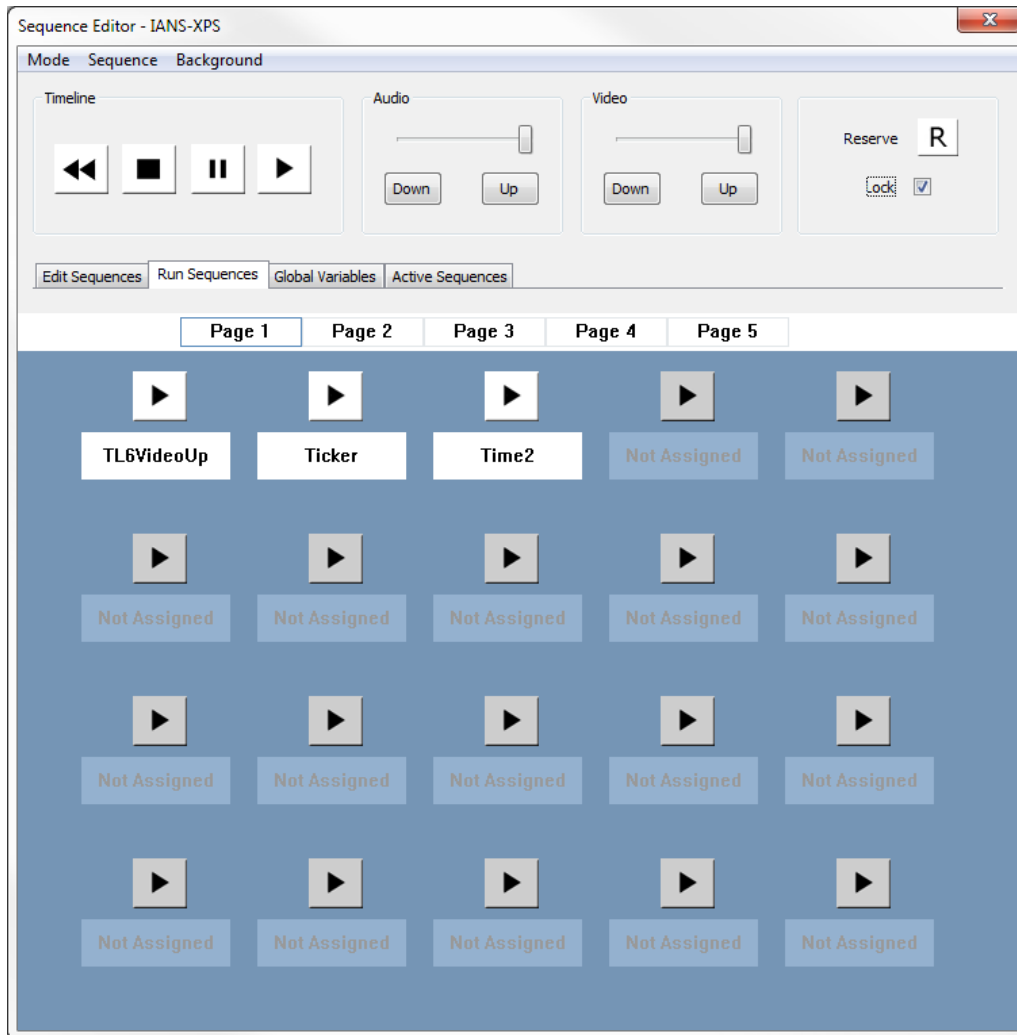 Sequence Editor - IANS-XPS
Mode Sequence Background
Timeline Audio Video
Reserve R
Down Up Down Up Lock
Edit Sequences Run Sequences Global Variables Active Sequences
Page 1 Page 2 Page 3 Page 4 Page 5
TL6VideoUp Ticker Time2 Not Assigned Not Assigned
Not Assigned Not Assigned Not Assigned Not Assigned Not Assigned
Not Assigned Not Assigned Not Assigned Not Assigned Not Assigned
Not Assigned Not Assigned Not Assigned Not Assigned Not Assigned